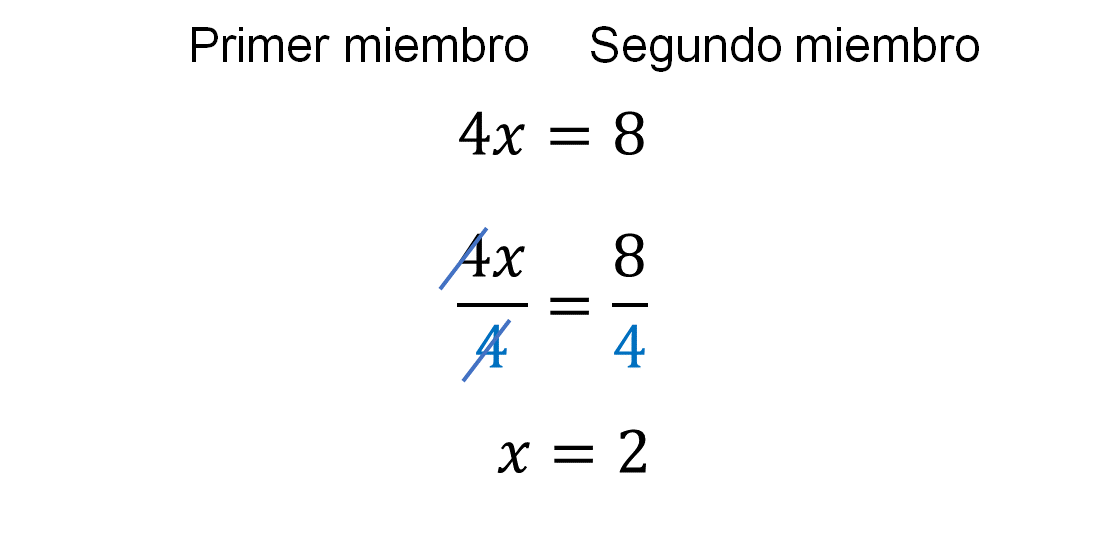 Primer miembro Segundo miembro
4x = 8
4x/4 = 8/4
x = 2